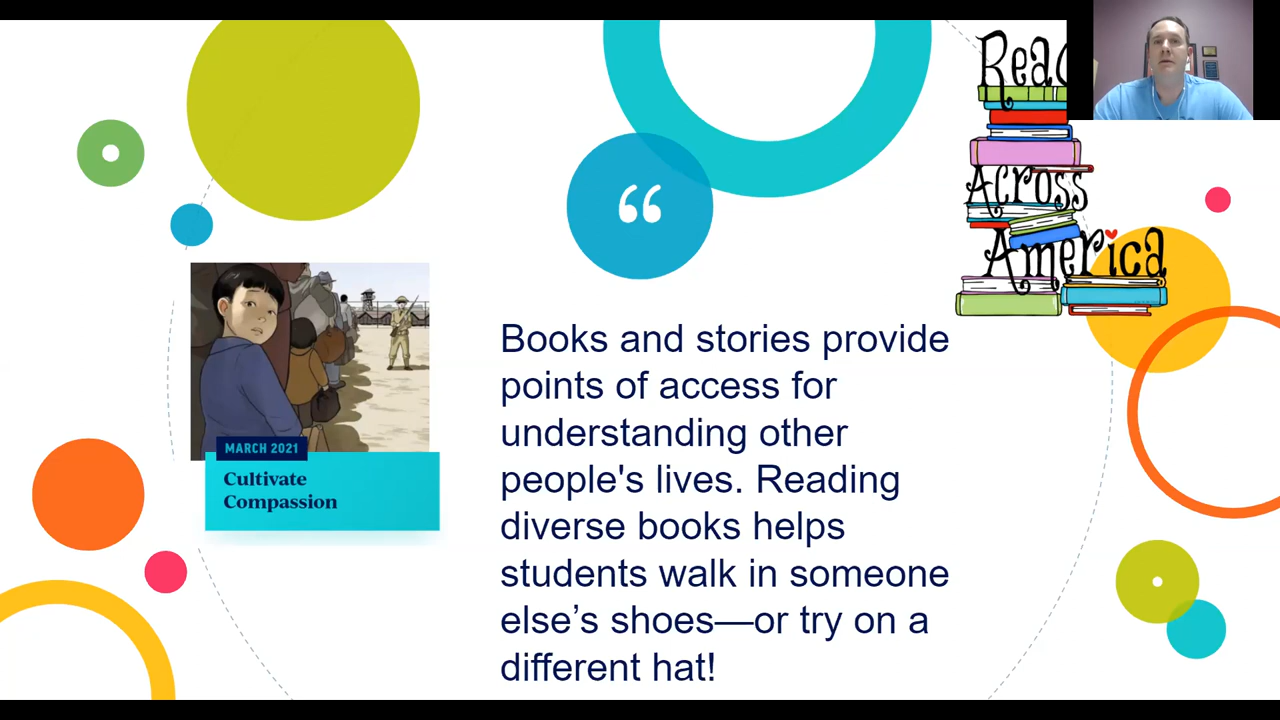 Read
Across
America
“
Books and stories provide
points of access for
understanding other
people's lives. Reading
diverse books helps
students walk in someone
else’s shoes—or try on a
different hat!
MARCH 2021
Cultivate
Compassion